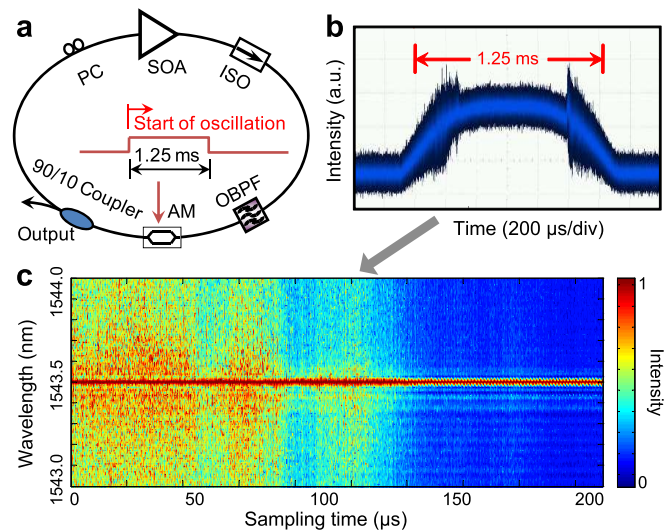 a
PC
SOA
ISO
Start of oscillation
1.25 ms
90/10 Coupler
AM
OBPF
Output
b
1.25 ms
Intensity (a.u.)
Time (200 µs/div)
c
Wavelength (nm)
1544.0
1543.5
1543.0
0
50
100
150
200
Sampling time (µs)
1
0
Intensity